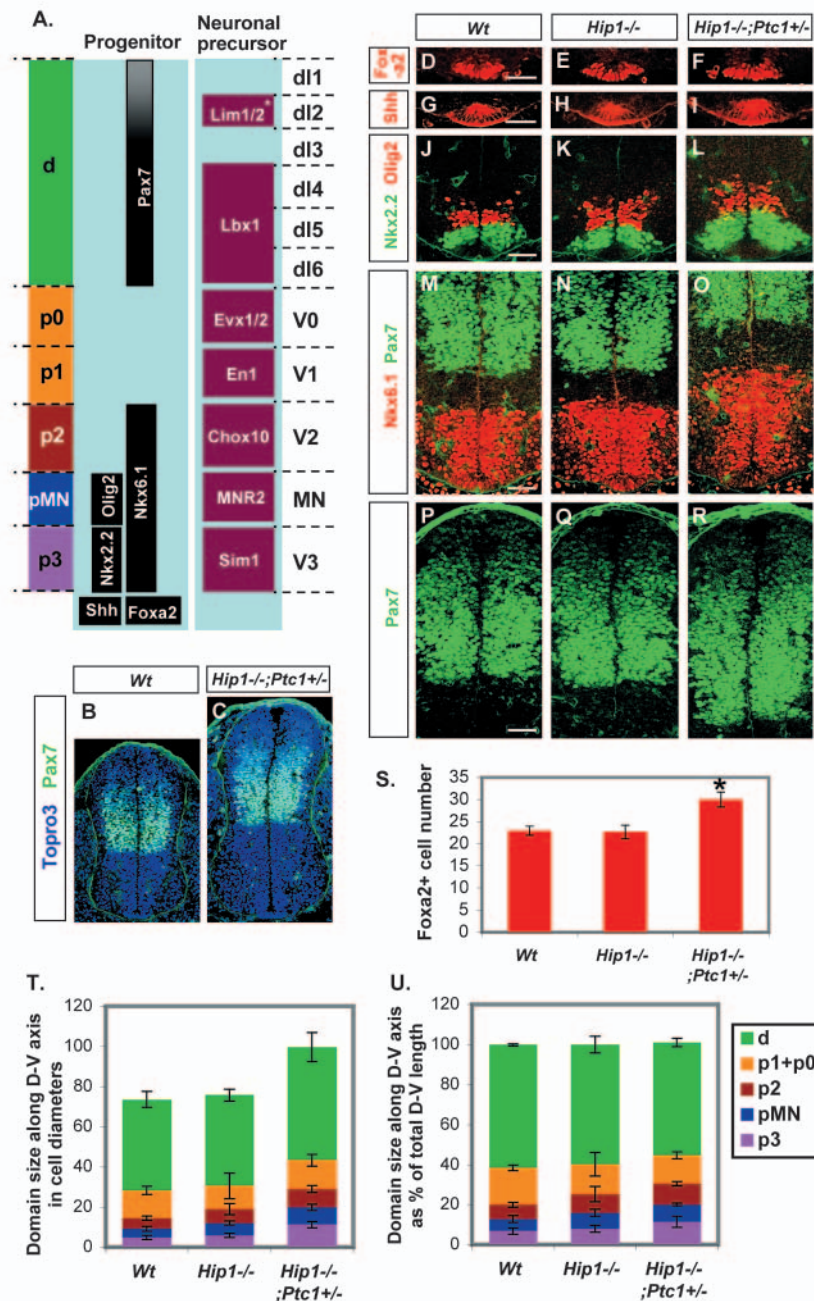 A.
Progenitor
Neuronal
precursor
d
p0
p1
p2
pMN
p3
Pax7
Nkx6.1
Olig2
Nkx2.2
Shh
Foxa2
Lim1/2*
Lbx1
Evx1/2
En1
Chox10
MNR2
Sim1
dI1
dI2
dI3
dI4
dI5
dI6
V0
V1
V2
MN
V3
Wt
Hip1-/-
Hip1-/-;Ptc1+/-
Fox
-a2
D
E
F
Shh
G
H
I
Nkx2.2 Olig2
J
K
L
Nkx6.1 Pax7
M
N
O
Pax7
P
Q
R
Wt
Hip1-/-;Ptc1+/-
Topro3 Pax7
B
C
S.
Foxa2+ cell number
35
30
25
20
15
10
5
0
*
Wt
Hip1-/-
Hip1-/-
;Ptc1+/-
T.
Domain size along D-V axis
in cell diameters
120
100
80
60
40
20
0
Wt
Hip1-/-
Hip1-/-
;Ptc1+/-
U.
Domain size along D-V axis
as % of total D-V length
120
100
80
60
40
20
0
Wt
Hip1-/-
Hip1-/-
;Ptc1+/-
d
p1+p0
p2
pMN
p3